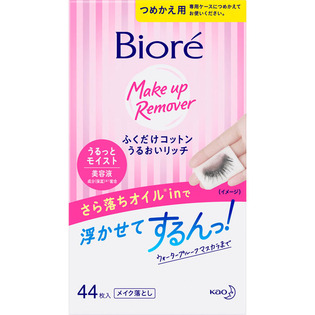 つめかえ用
専用ケースにつめかえて
お使いください。
Bioré
Make up
Remover
ふくだけコットン
うるおいリッチ
うるっと
モイスト
美容液
(イメージ)
さら落ちオイル*inで
浮かせてするんっ!
ウォータープルーフマスカラまで
44枚入
メイク落とし
Kao